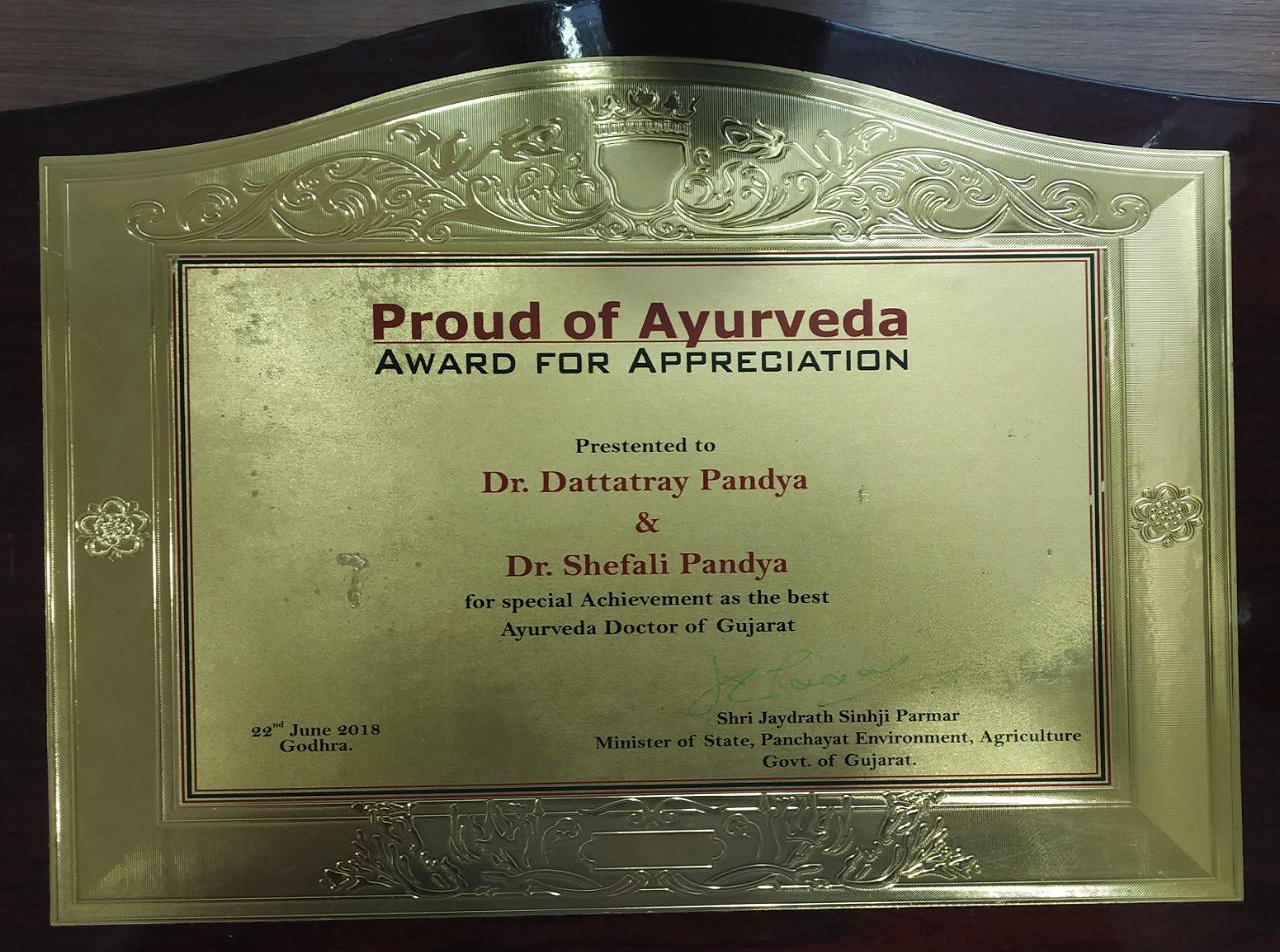 Proud of Ayurveda
AWARD FOR APPRECIATION
Prestented to
Dr. Dattatray Pandya
&
Dr. Shefali Pandya
for special Achievement as the best
Ayurveda Doctor of Gujarat
22nd June 2018
Godhra.
Shri Jaydrath Sinhji Parmar
Minister of State, Panchayat Environment, Agriculture
Govt. of Gujarat.